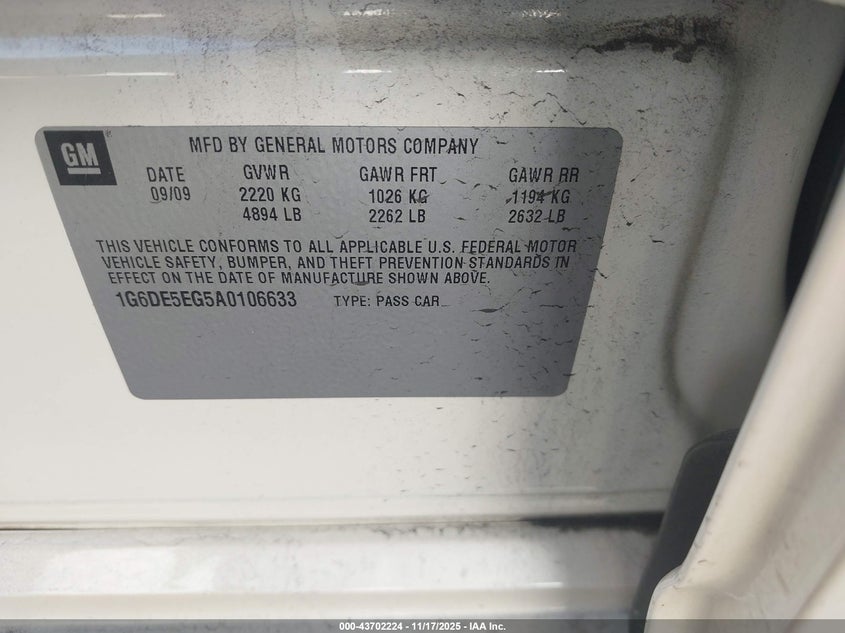 GM
MFD BY GENERAL MOTORS COMPANY
DATE GVWR GAWR FRT GAWR RR
09/09 2220 KG 1026 KG 1194 KG
4894 LB 2262 LB 2632 LB
THIS VEHICLE CONFORMS TO ALL APPLICABLE U.S. FEDERAL MOTOR
VEHICLE SAFETY, BUMPER, AND THEFT PREVENTION STANDARDS IN
EFFECT ON THE DATE OF MANUFACTURE SHOWN ABOVE.
1G6DE5EG5A0106633 TYPE: PASS CAR
000-43702224 - 11/17/2025 - IAA Inc.